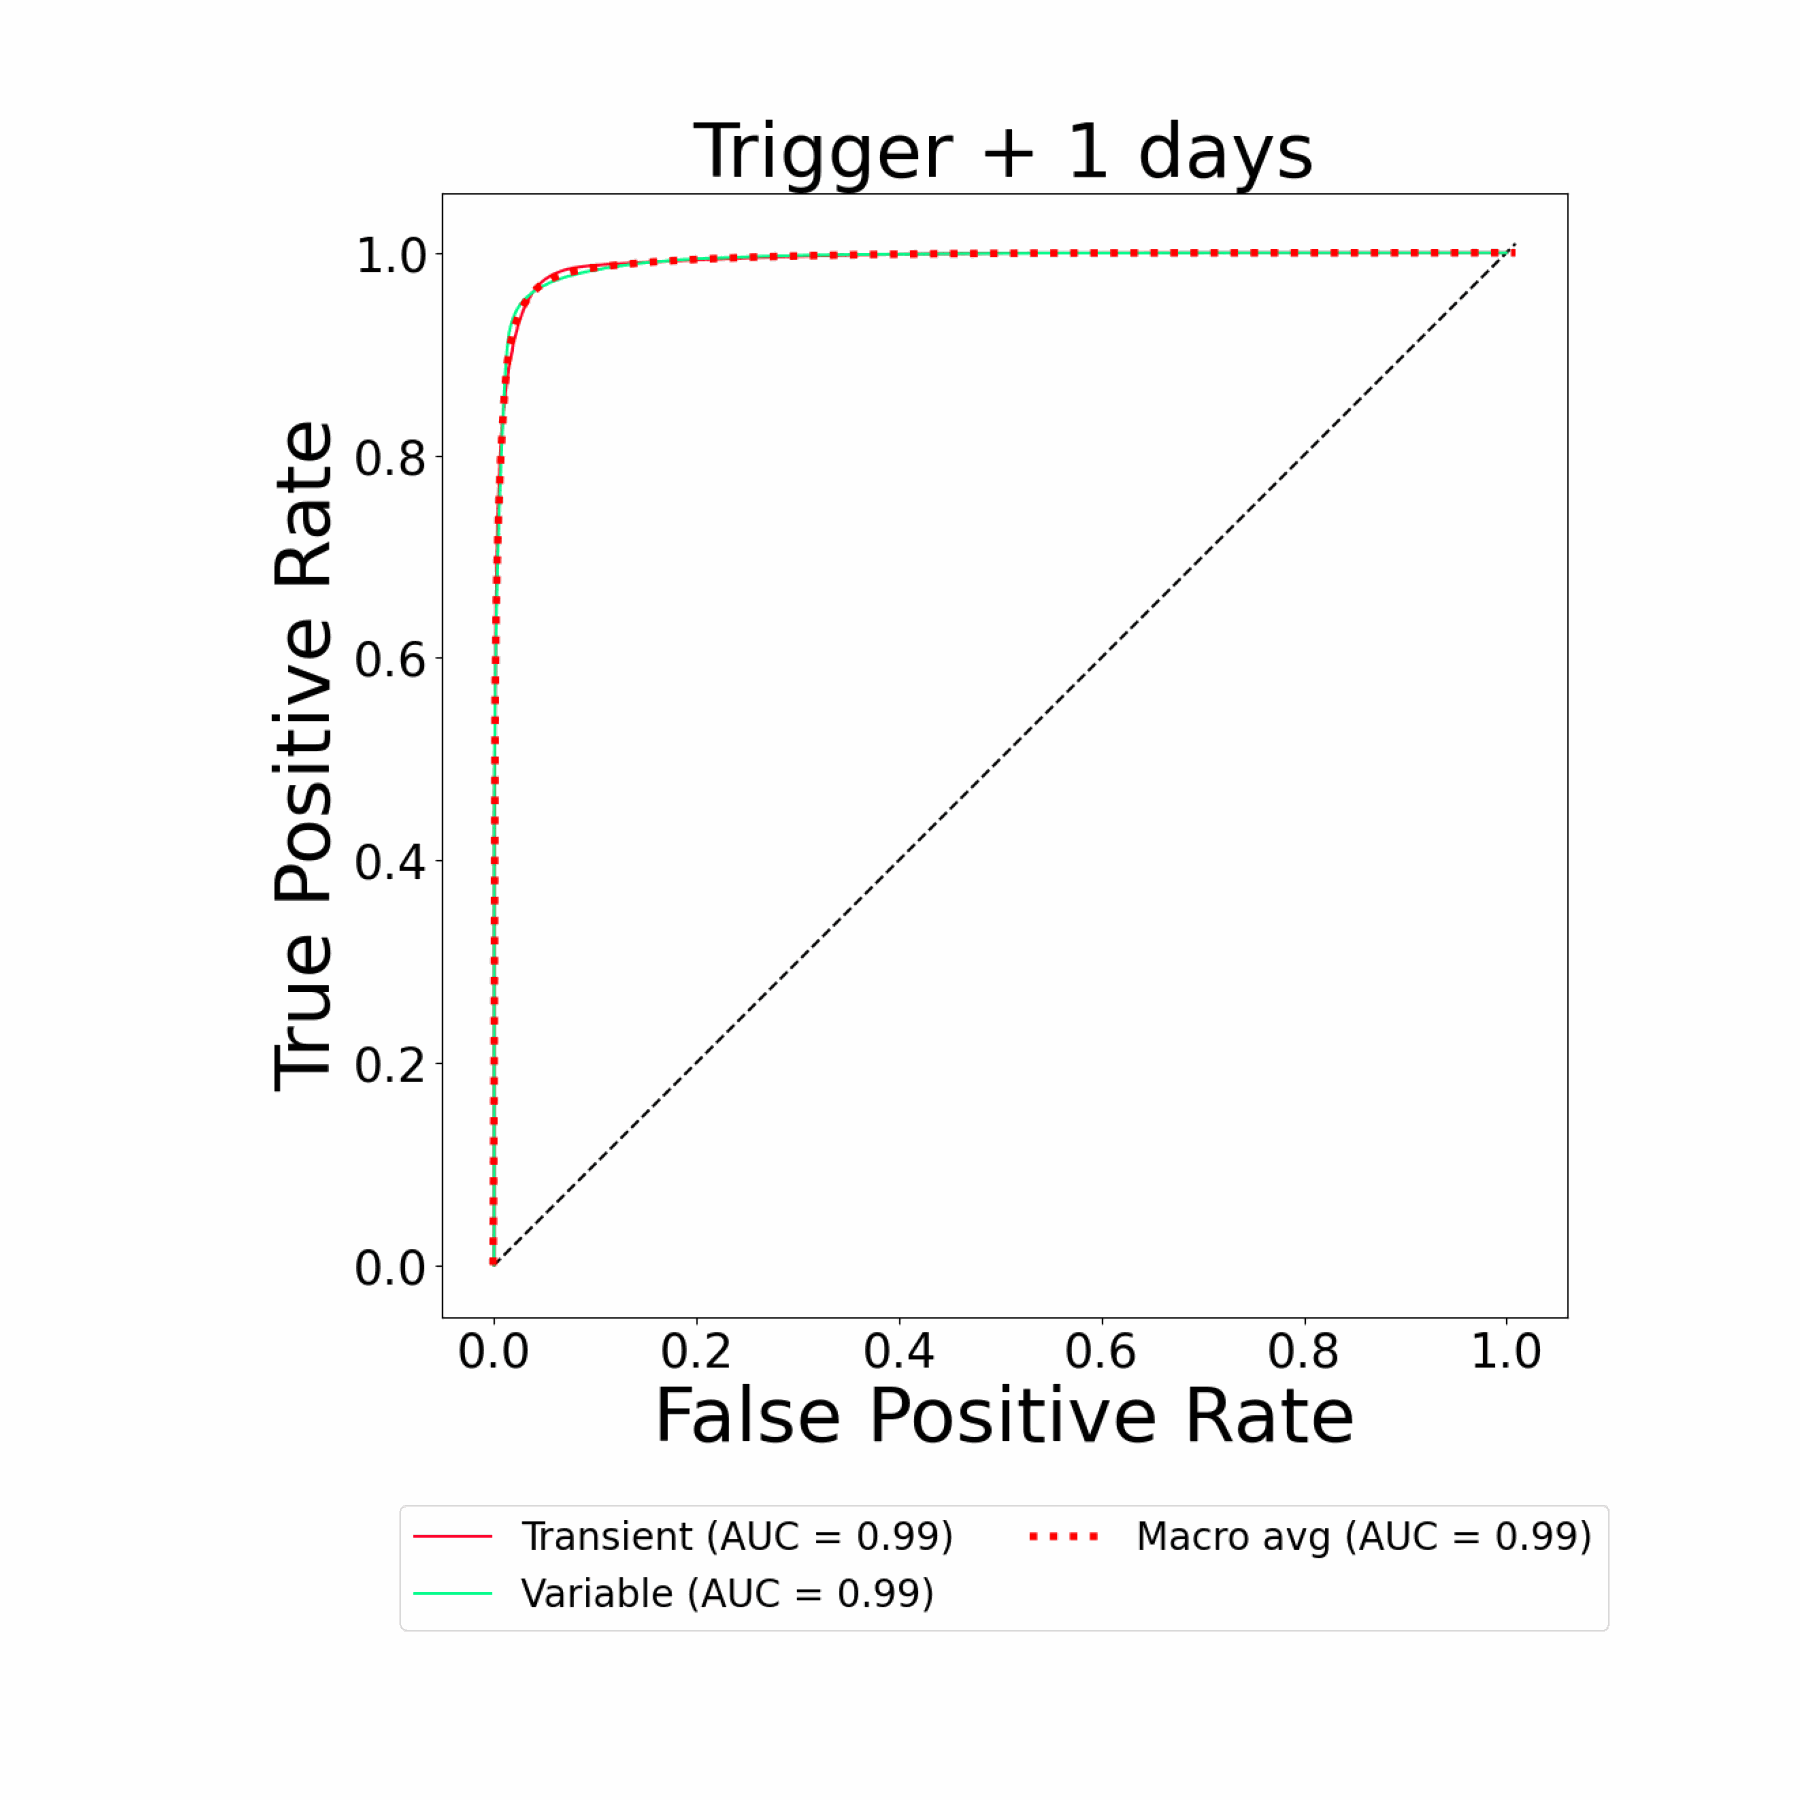 Trigger + 1 days
1.0
0.8
0.6
0.4
0.2
0.0
True Positive Rate
0.0 0.2 0.4 0.6 0.8 1.0
False Positive Rate
Transient (AUC = 0.99)
Variable (AUC = 0.99)
Macro avg (AUC = 0.99)